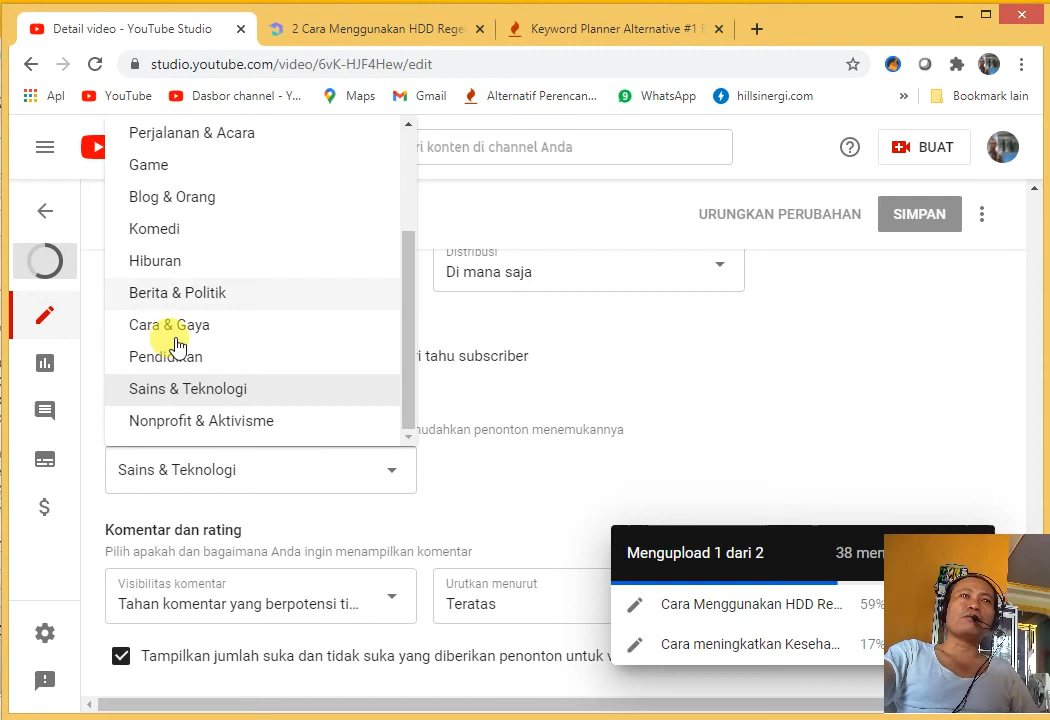 Detail video - YouTube Studio
2 Cara Menggunakan HDD Rege
Keyword Planner Alternative #1
studio.youtube.com/video/6vK-HJF4Hew/edit
Apl
YouTube
Dasbor channel - Y...
Maps
Gmail
Alternatif Perencan...
WhatsApp
hillsinergi.com
»
Bookmark lain
ri konten di channel Anda
BUAT
URUNGKAN PERUBAHAN
SIMPAN
Perjalanan & Acara
Game
Blog & Orang
Komedi
Hiburan
Berita & Politik
Cara & Gaya
Pendidikan
Sains & Teknologi
Nonprofit & Aktivisme
Distribusi
Di mana saja
ri tahu subscriber
mudahkan penonton menemukannya
Sains & Teknologi
Komentar dan rating
Pilih apakah dan bagaimana Anda ingin menampilkan komentar
Visibilitas komentar
Tahan komentar yang berpotensi ti...
Urutkan menurut
Teratas
Tampilkan jumlah suka dan tidak suka yang diberikan penonton untuk v
Mengupload 1 dari 2
38 men
Cara Menggunakan HDD Re...
59%
Cara meningkatkan Keseha...
17%